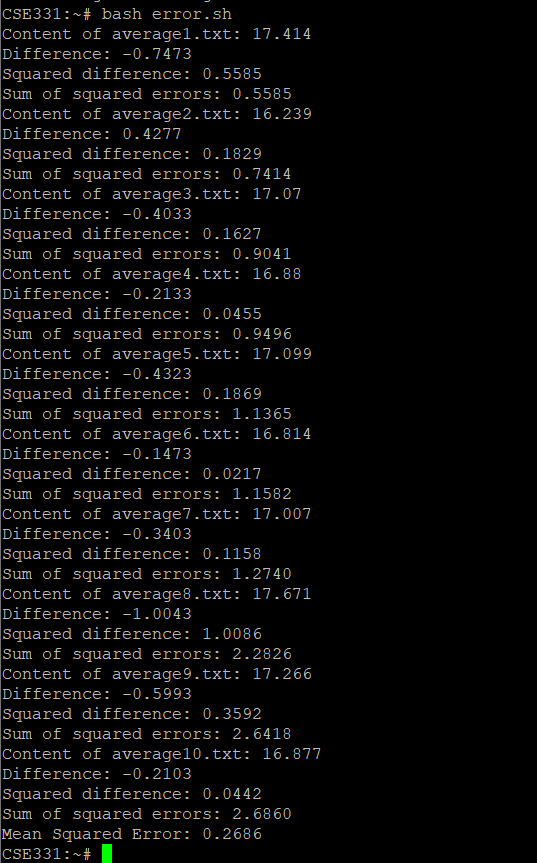 CSE331:~# bash error.sh
Content of average1.txt: 17.414
Difference: -0.7473
Squared difference: 0.5585
Sum of squared errors: 0.5585
Content of average2.txt: 16.239
Difference: 0.4277
Squared difference: 0.1829
Sum of squared errors: 0.7414
Content of average3.txt: 17.07
Difference: -0.4033
Squared difference: 0.1627
Sum of squared errors: 0.9041
Content of average4.txt: 16.88
Difference: -0.2133
Squared difference: 0.0455
Sum of squared errors: 0.9496
Content of average5.txt: 17.099
Difference: -0.4323
Squared difference: 0.1869
Sum of squared errors: 1.1365
Content of average6.txt: 16.814
Difference: -0.1473
Squared difference: 0.0217
Sum of squared errors: 1.1582
Content of average7.txt: 17.007
Difference: -0.3403
Squared difference: 0.1158
Sum of squared errors: 1.2740
Content of average8.txt: 17.671
Difference: -1.0043
Squared difference: 1.0086
Sum of squared errors: 2.2826
Content of average9.txt: 17.266
Difference: -0.5993
Squared difference: 0.3592
Sum of squared errors: 2.6418
Content of average10.txt: 16.877
Difference: -0.2103
Squared difference: 0.0442
Sum of squared errors: 2.6860
Mean Squared Error: 0.2686
CSE331:~#